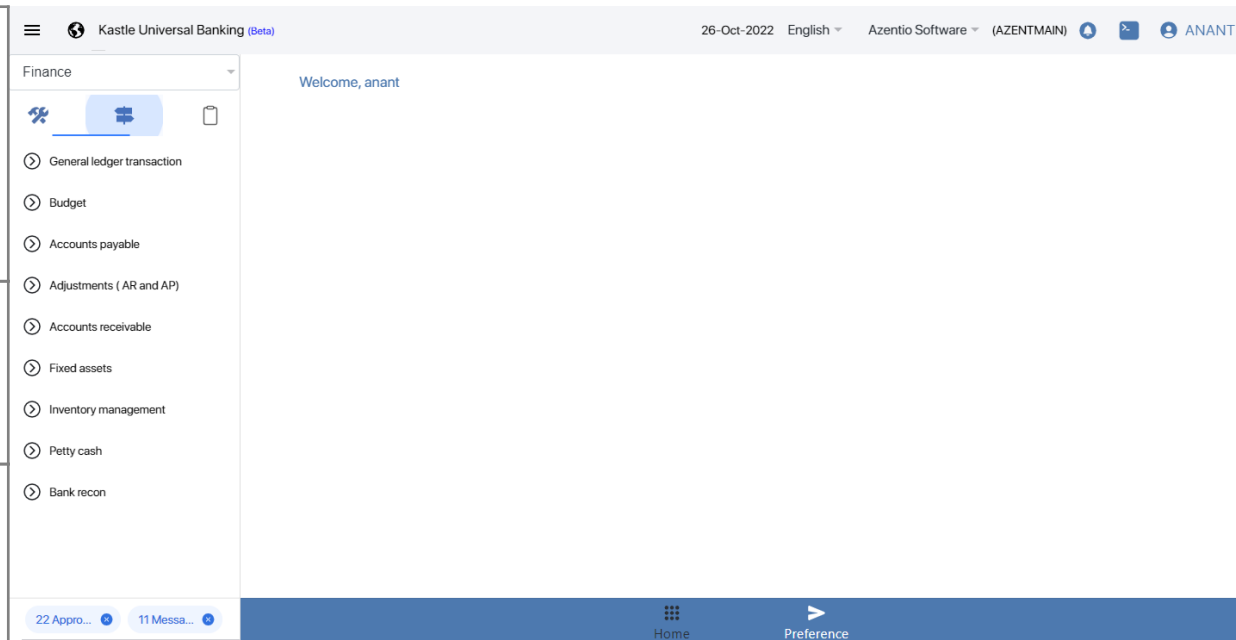 Kastle Universal Banking (Beta) 26-Oct-2022 English Azentio Software (AZENTMAIN) ANANT
Finance
Welcome, anant
General ledger transaction
Budget
Accounts payable
Adjustments ( AR and AP)
Accounts receivable
Fixed assets
Inventory management
Petty cash
Bank recon
22 Appro... 11 Messa...
Home Preference